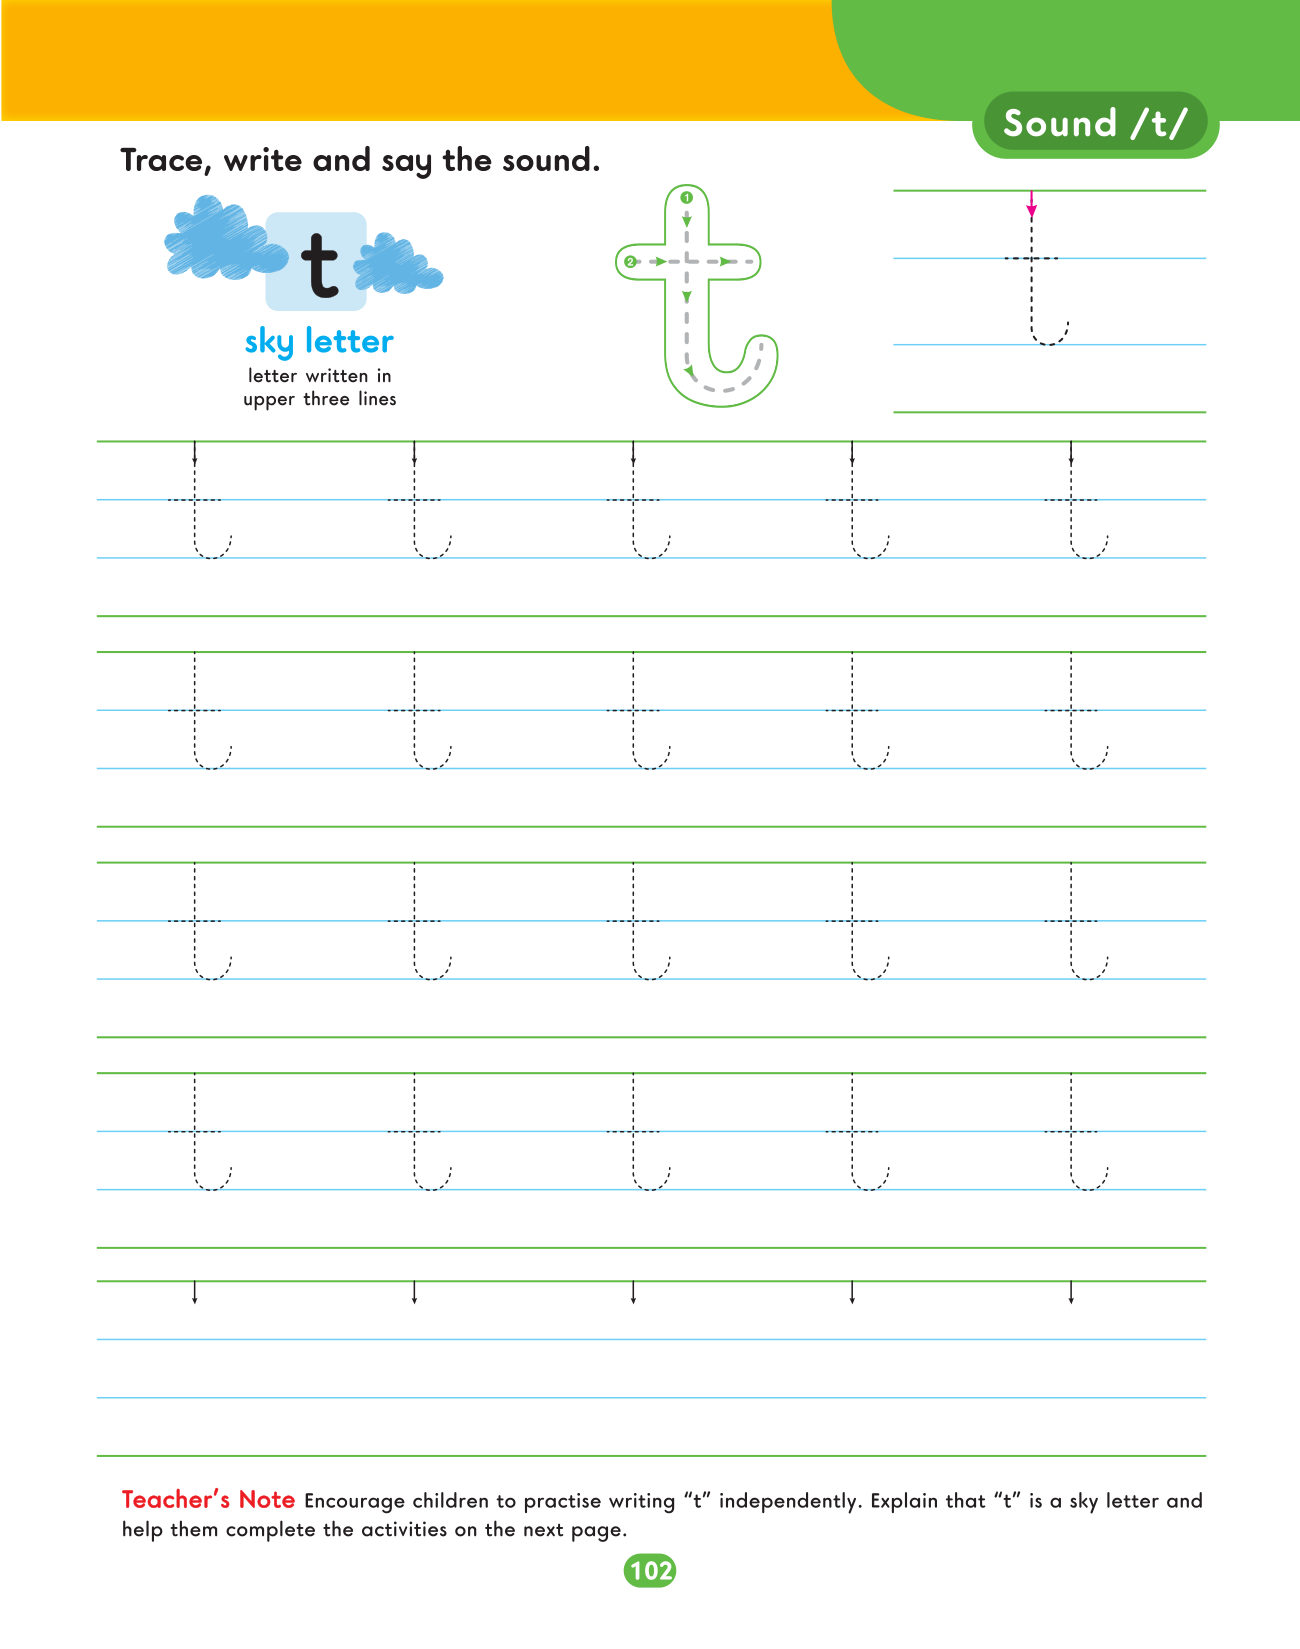 Sound /t/
Trace, write and say the sound.
t
sky letter
letter written in
upper three lines
1
2
t
t t t t t
t t t t t
t t t t t
t t t t t
Teacher's Note Encourage children to practise writing “t” independently. Explain that “t” is a sky letter and
help them complete the activities on the next page.
102